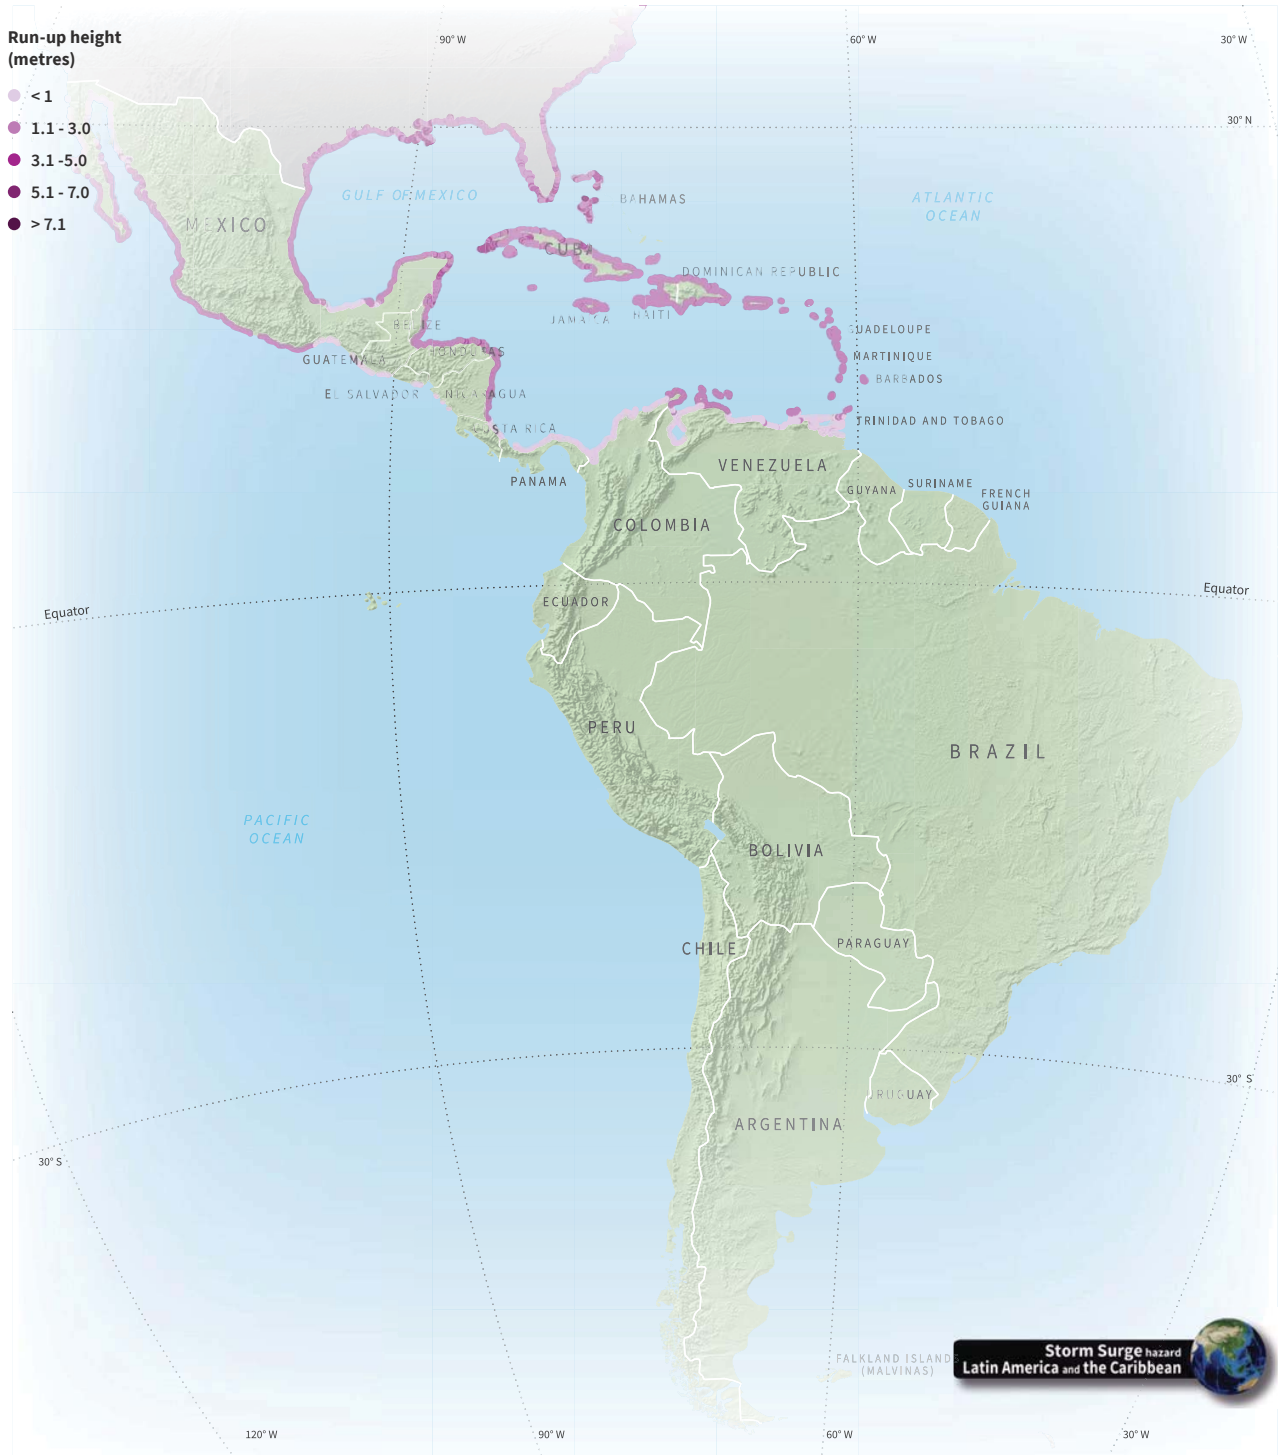 Run-up height
(metres)
< 1
1.1 - 3.0
3.1 -5.0
5.1 - 7.0
> 7.1
90° W
60° W
30° W
30° N
GULF OF MEXICO
BAHAMAS
ATLANTIC
OCEAN
MEXICO
CUBA
DOMINICAN REPUBLIC
JAMAICA
HAITI
BELIZE
GUADELOUPE
HONDURAS
GUATEMALA
MARTINIQUE
BARBADOS
EL SALVADOR
NICARAGUA
TRINIDAD AND TOBAGO
COSTA RICA
VENEZUELA
PANAMA
GUYANA
SURINAME
FRENCH
GUIANA
COLOMBIA
Equator
Equator
ECUADOR
PERU
BRAZIL
PACIFIC
OCEAN
BOLIVIA
PARAGUAY
CHILE
30° S
URUGUAY
ARGENTINA
30° S
FALKLAND ISLANDS
(MALVINAS)
Storm Surge hazard
Latin America and the Caribbean
120° W
90° W
60° W
30° W